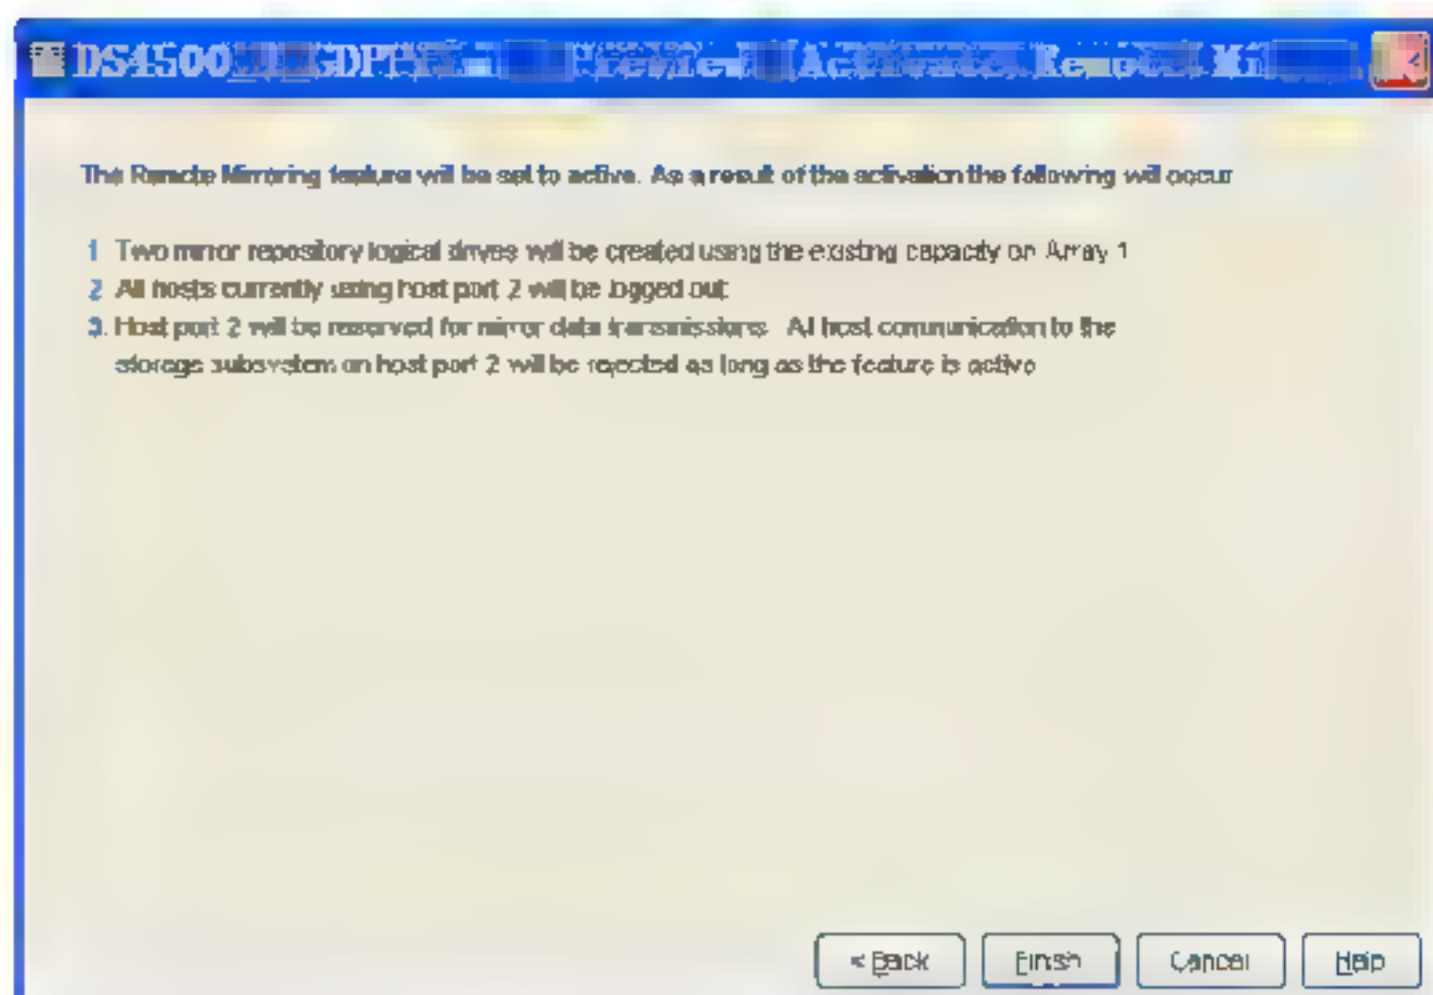 DS4500 Preview (Activate Remote
The Remote Mirroring feature will be set to active. As a result of the activation the following will occur
1 Two mirror repository logical drives will be created using the existing capacity on Array 1
2 All hosts currently using host port 2 will be logged out
3. Host port 2 will be reserved for mirror data transmissions. All host communication to the
storage subsystem on host port 2 will be rejected as long as the feature is active
< Back Finish Cancel Help